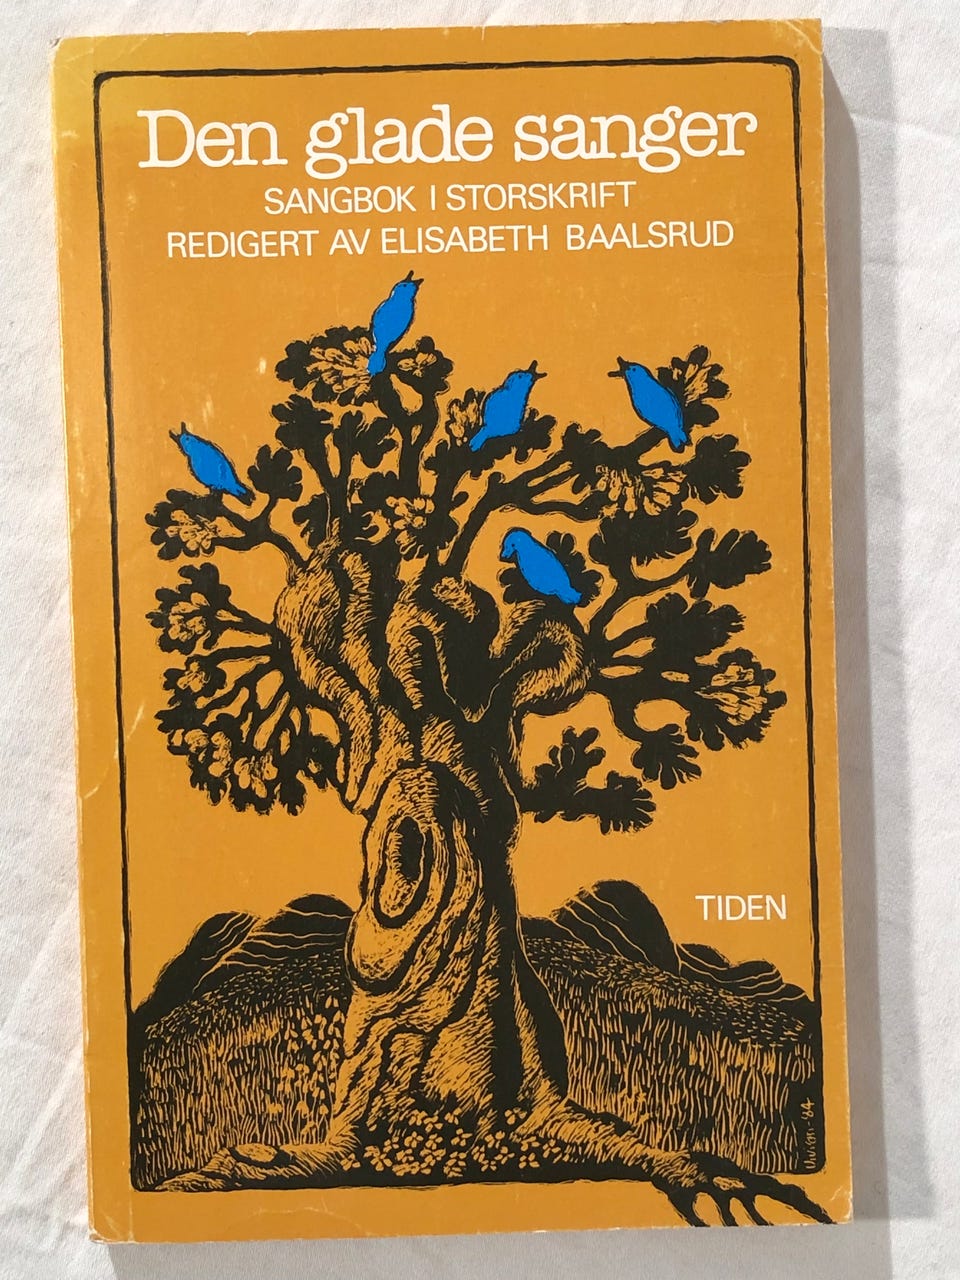 Den glade sanger
SANGBOK I STORSKRIFT
REDIGERT AV ELISABETH BAALSRUD
TIDEN